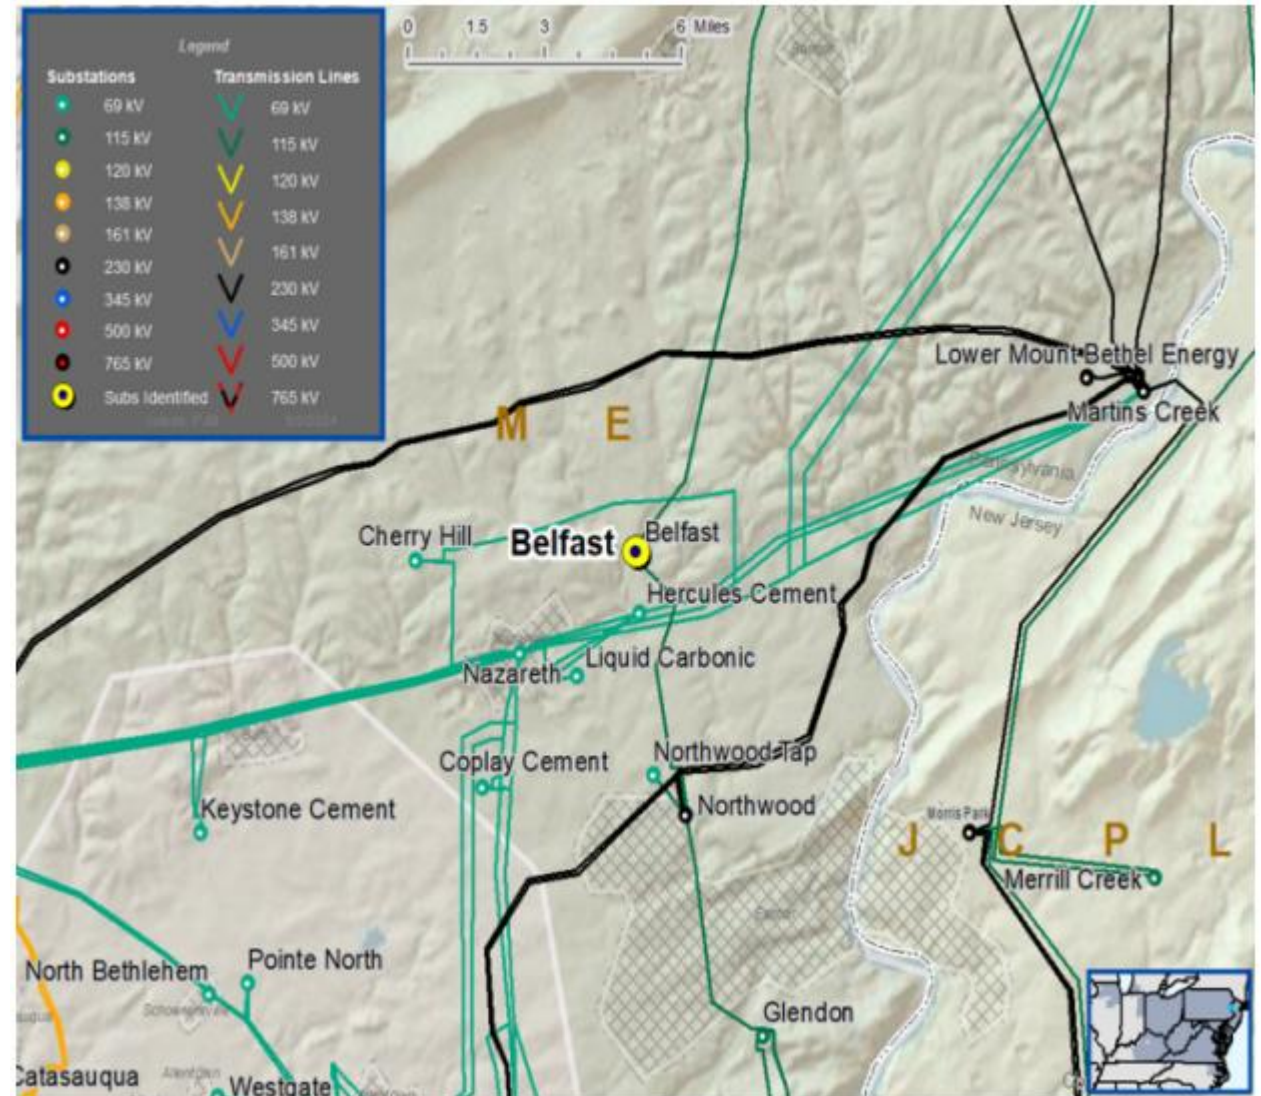 Legend
Substations
Transmission Lines
69 kV
69 kV
115 kV
115 kV
120 kV
120 kV
138 kV
138 kV
161 kV
161 kV
230 kV
230 kV
345 kV
345 kV
500 kV
500 kV
765 kV
765 kV
Subs Identified
0 1.5 3 6 Miles
Lower Mount Bethel Energy
Martins Creek
M E
Pennsylvania
New Jersey
Cherry Hill
Belfast
Belfast
Hercules Cement
Liquid Carbonic
Nazareth
Northwood Tap
Coplay Cement
Northwood
Keystone Cement
Morris Park
J C P L
Merrill Creek
Pointe North
North Bethlehem
Glendon
Catasauqua
Westgate